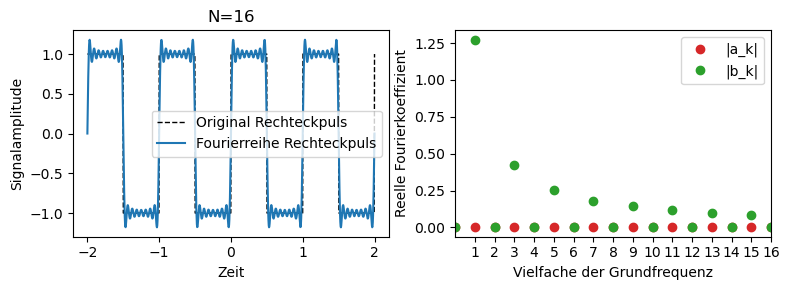 N=16
Signalamplitude
1.0
0.5
0.0
−0.5
−1.0
Original Rechteckpuls
Fourierreihe Rechteckpuls
−2 −1 0 1 2
Zeit
Reelle Fourierkoeffizient
1.25
1.00
0.75
0.50
0.25
0.00
|a_k|
|b_k|
1 2 3 4 5 6 7 8 9 10 11 12 13 14 15 16
Vielfache der Grundfrequenz